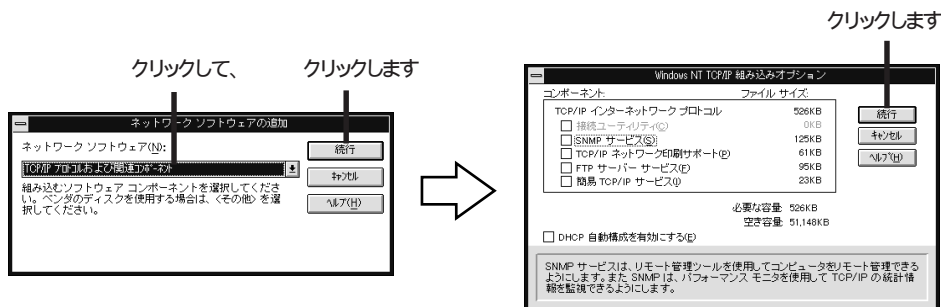 クリックします
クリックして、
クリックします
ネットワーク ソフトウェアの追加
ネットワーク ソフトウェア(N):
TCP/IP プロトコルおよび関連コンポーネント
組み込むソフトウェア コンポーネントを選択してくださ
い。ベンダのディスクを使用する場合は、<その他> を選
択してください。
続行
キャンセル
ヘルプ(H)
Windows NT TCP/IP 組み込みオプション
コンポーネント:
ファイル サイズ:
TCP/IP インターネットワーク プロトコル 526KB
接続ユーティリティ(C) 0KB
SNMP サービス(S) 125KB
TCP/IP ネットワーク印刷サポート(P) 61KB
FTP サーバー サービス(F) 95KB
簡易 TCP/IP サービス(I) 23KB
続行
キャンセル
ヘルプ(H)
必要な容量: 526KB
空き容量: 51,148KB
DHCP 自動構成を有効にする(E)
SNMP サービスは、リモート管理ツールを使用してコンピュータをリモート管理できる
ようにします。また SNMP は、パフォーマンス モニタを使用して TCP/IP の統計情
報を監視できるようにします。